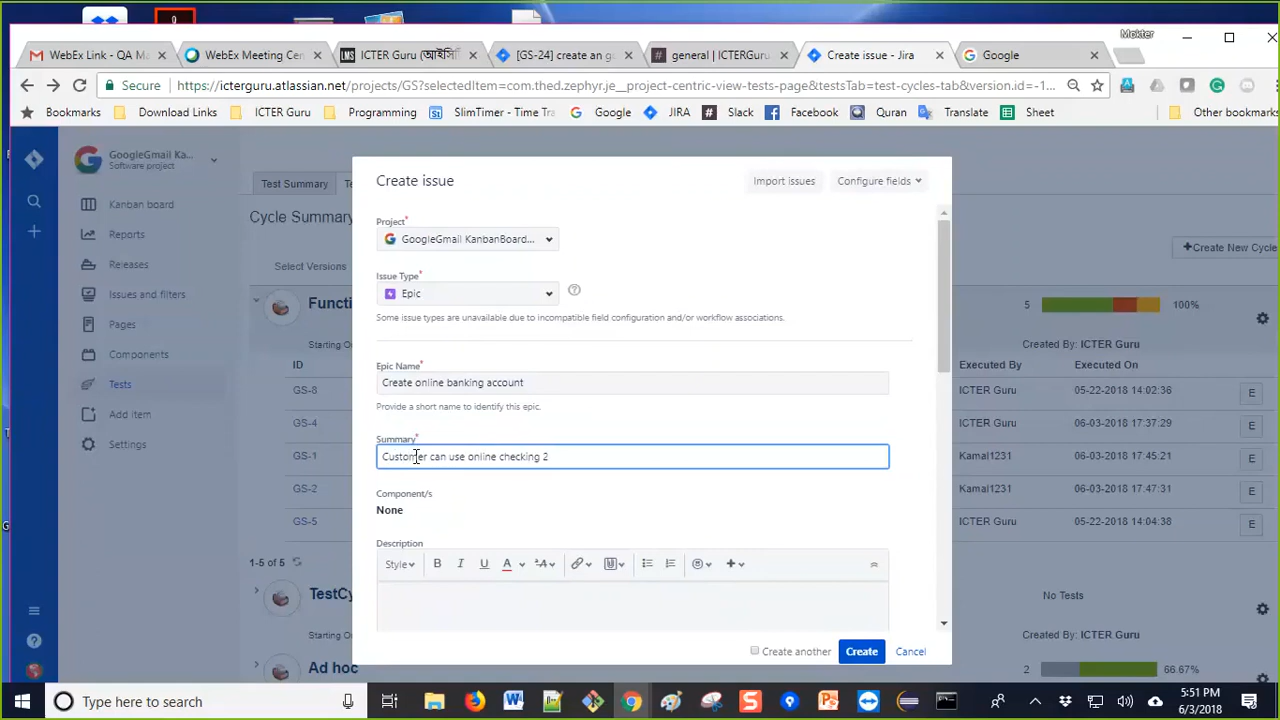 9
Mokter
WebEx Link - QA Ma
WebEx Meeting Cen
LMS ICTER Guru (আইসিটি
[GS-24] create an g
general | ICTERGuru
Create issue - Jira
Google
Secure https://icterguru.atlassian.net/projects/GS?selectedItem=com.thed.zephyr.je__project-centric-view-tests-page&testsTab=test-cycles-tab&version.id=-1...
Bookmarks Download Links ICTER Guru Programming SlimTimer - Time Tr Google JIRA Slack Facebook Quran Translate Sheet Other bookmarks
GoogleGmail Ka...
Software project
Kanban board
Reports
Releases
Issues and filters
Pages
Components
Tests
Add item
Settings
Test Summary
Cycle Summary
Select Versions
Functi
Starting O
ID
GS-8
GS-4
GS-1
GS-2
GS-5
1-5 of 5
TestCy
Starting O
Ad hoc
Create issue
Import issues
Configure fields
Project*
GoogleGmail KanbanBoard...
Issue Type*
Epic
Some issue types are unavailable due to incompatible field configuration and/or workflow associations.
Epic Name*
Create online banking account
Provide a short name to identify this epic.
Summary*
Customer can use online checking 2
Component/s
None
Description
Style B I U A
Create another
Create
Cancel
+Create New Cycle
5 100%
Created By: ICTER Guru
Executed By Executed On
ICTER Guru 05-22-2018 14:02:36 E
ICTER Guru 06-03-2018 17:37:29 E
Kamal1231 06-03-2018 17:45:21 E
Kamal1231 06-03-2018 17:47:31 E
ICTER Guru 05-22-2018 14:04:38 E
No Tests
Created By: ICTER Guru
2 66.67%
Type here to search
5:51 PM
6/3/2018